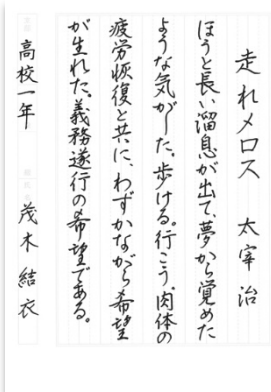 走れメロス 太宰治
ほうと長い溜息が出て、夢から覚めた
ような気がした。歩ける。行こう。肉体の
疲労恢復と共に、わずかながら希望
が生れた。義務遂行の希望である。
高校一年 茂木結衣